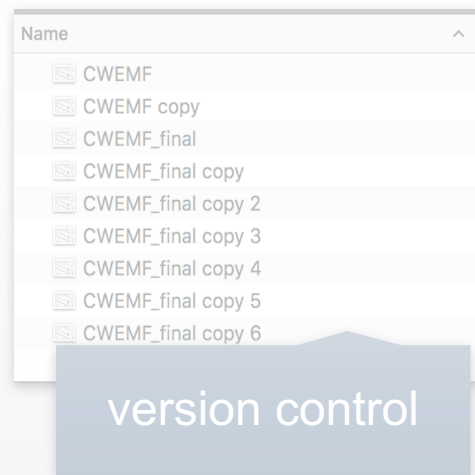 Name
CWEMF
CWEMF copy
CWEMF_final
CWEMF_final copy
CWEMF_final copy 2
CWEMF_final copy 3
CWEMF_final copy 4
CWEMF_final copy 5
CWEMF_final copy 6
version control